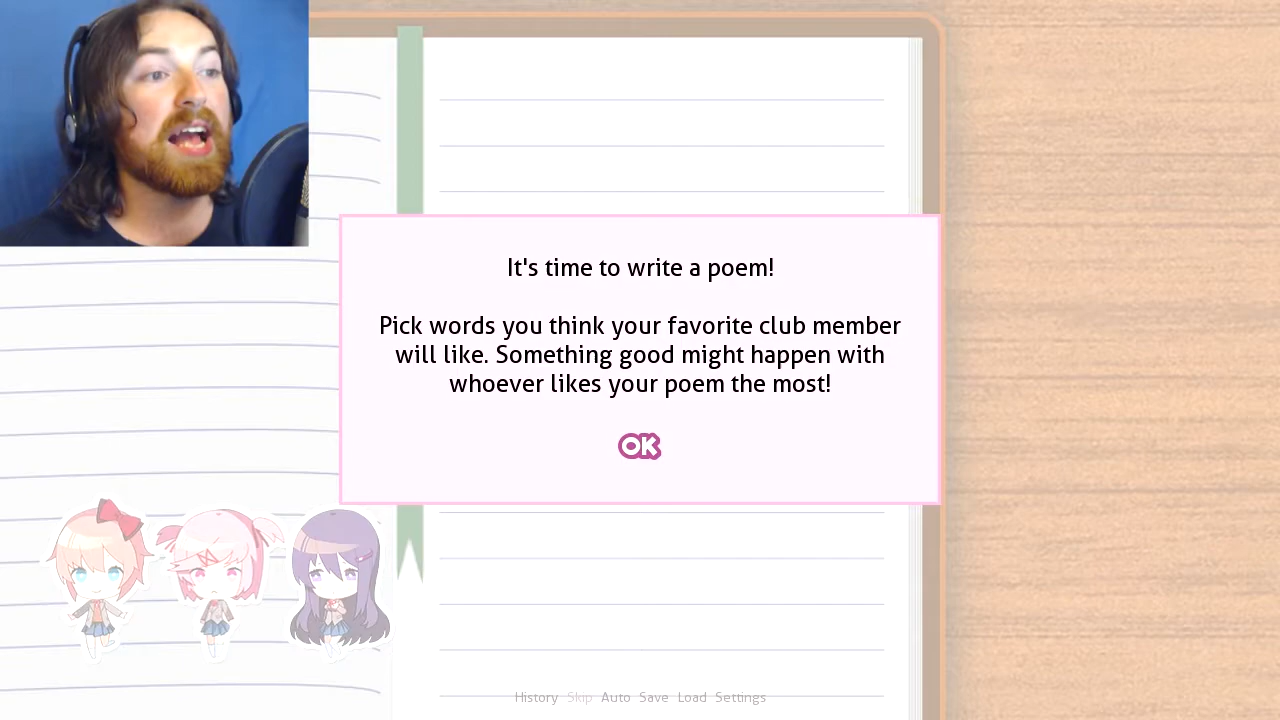 It's time to write a poem!
Pick words you think your favorite club member
will like. Something good might happen with
whoever likes your poem the most!
OK
History Skip Auto Save Load Settings